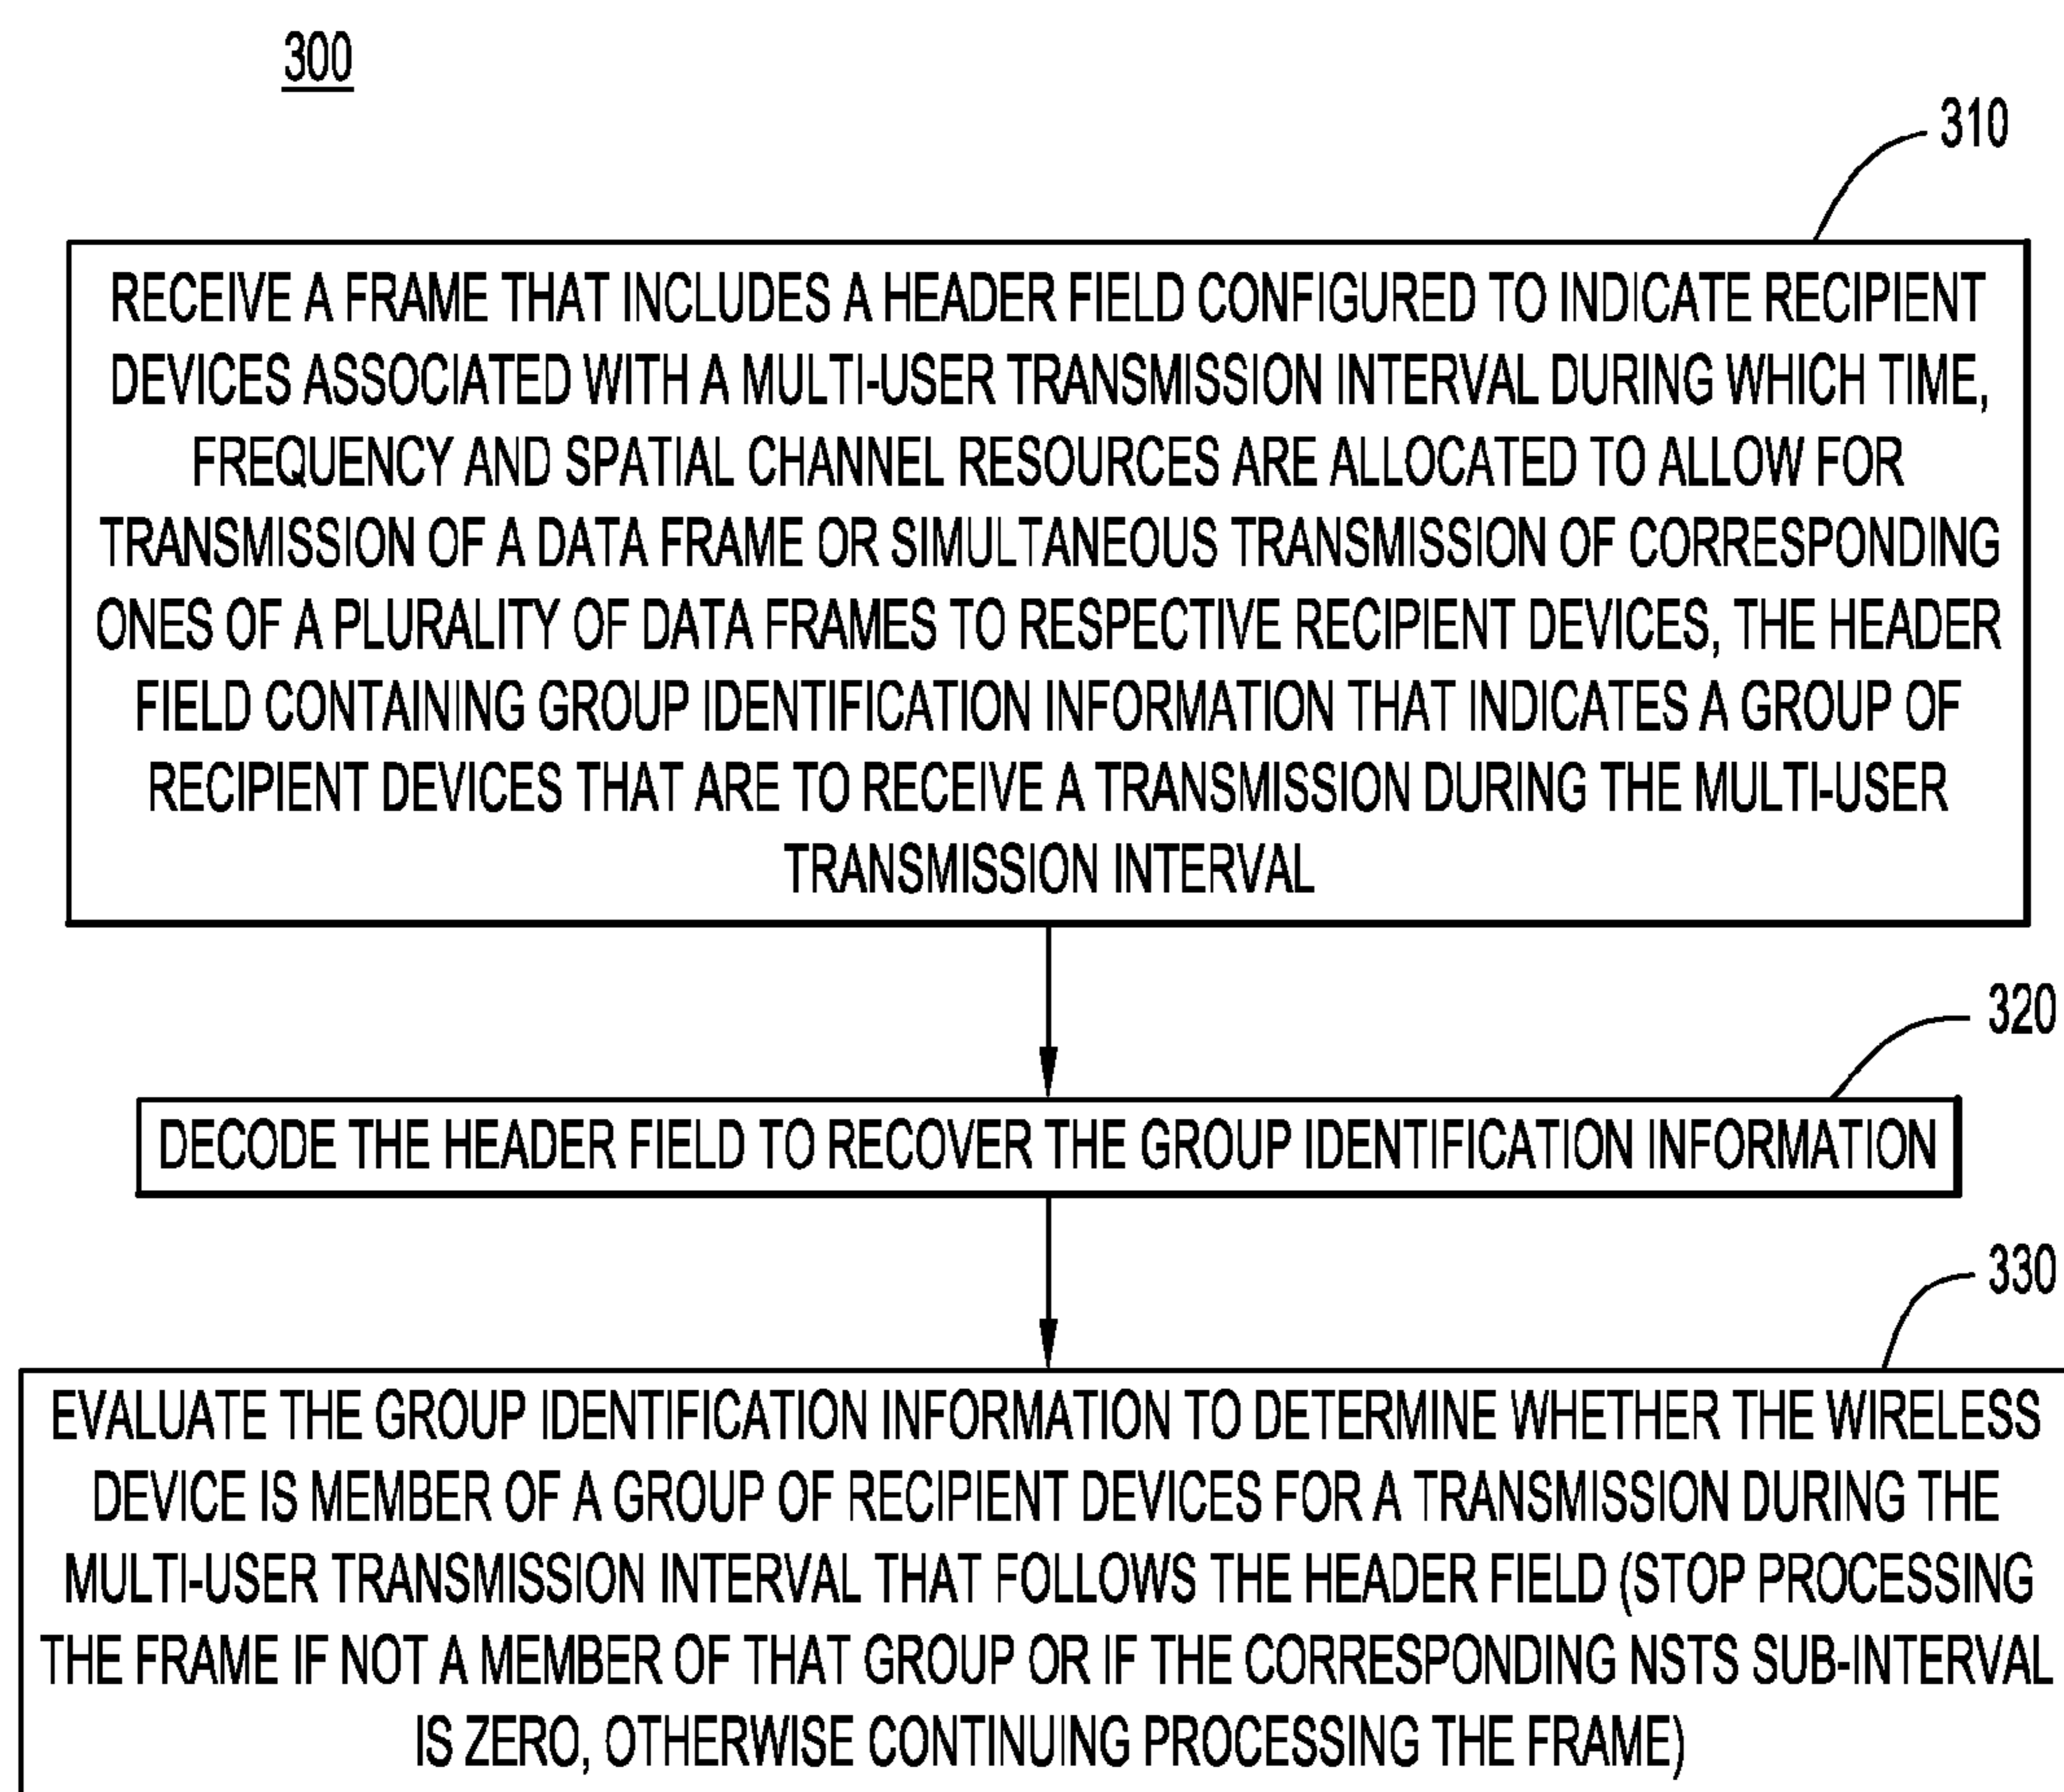 300
310
RECEIVE A FRAME THAT INCLUDES A HEADER FIELD CONFIGURED TO INDICATE RECIPIENT
DEVICES ASSOCIATED WITH A MULTI-USER TRANSMISSION INTERVAL DURING WHICH TIME,
FREQUENCY AND SPATIAL CHANNEL RESOURCES ARE ALLOCATED TO ALLOW FOR
TRANSMISSION OF A DATA FRAME OR SIMULTANEOUS TRANSMISSION OF CORRESPONDING
ONES OF A PLURALITY OF DATA FRAMES TO RESPECTIVE RECIPIENT DEVICES, THE HEADER
FIELD CONTAINING GROUP IDENTIFICATION INFORMATION THAT INDICATES A GROUP OF
RECIPIENT DEVICES THAT ARE TO RECEIVE A TRANSMISSION DURING THE MULTI-USER
TRANSMISSION INTERVAL
320
DECODE THE HEADER FIELD TO RECOVER THE GROUP IDENTIFICATION INFORMATION
330
EVALUATE THE GROUP IDENTIFICATION INFORMATION TO DETERMINE WHETHER THE WIRELESS
DEVICE IS MEMBER OF A GROUP OF RECIPIENT DEVICES FOR A TRANSMISSION DURING THE
MULTI-USER TRANSMISSION INTERVAL THAT FOLLOWS THE HEADER FIELD (STOP PROCESSING
THE FRAME IF NOT A MEMBER OF THAT GROUP OR IF THE CORRESPONDING NSTS SUB-INTERVAL
IS ZERO, OTHERWISE CONTINUING PROCESSING THE FRAME)